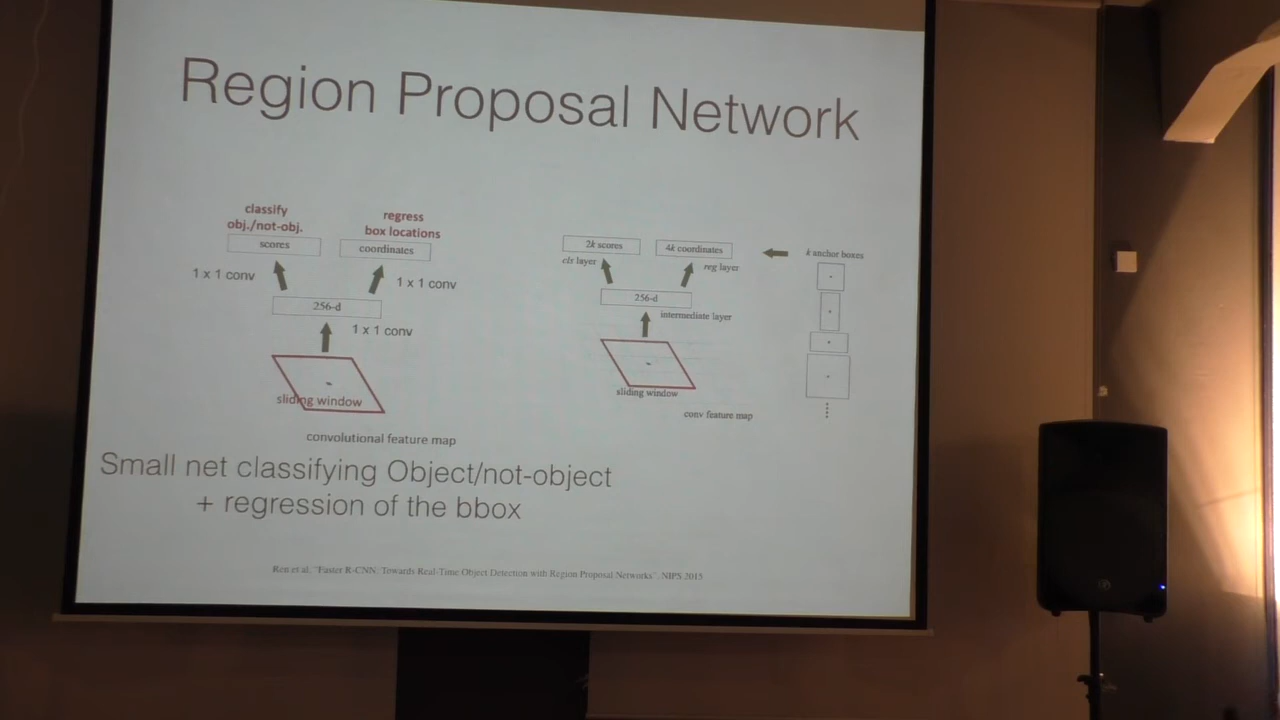 Region Proposal Network
classify
obj./not-obj.
regress
box locations
scores
coordinates
1 x 1 conv
1 x 1 conv
256-d
1 x 1 conv
sliding window
convolutional feature map
2k scores
4k coordinates
k anchor boxes
cls layer
reg layer
256-d
intermediate layer
sliding window
conv feature map
Small net classifying Object/not-object
+ regression of the bbox
Ren et al, "Faster R-CNN: Towards Real-Time Object Detection with Region Proposal Networks", NIPS 2015